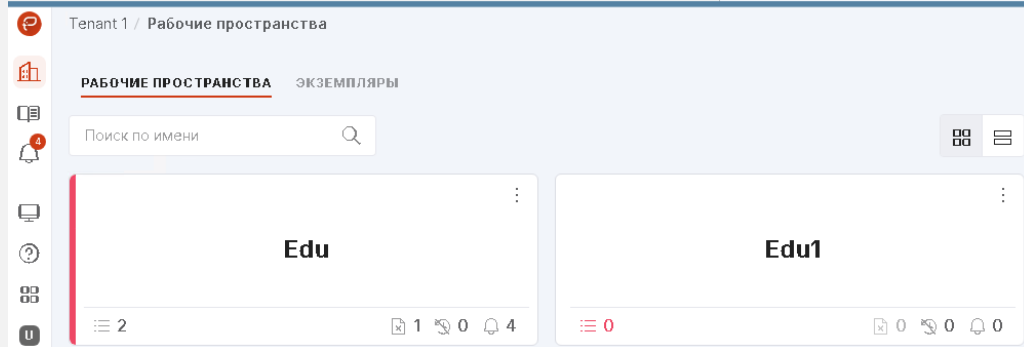 Tenant 1 / Рабочие пространства
РАБОЧИЕ ПРОСТРАНСТВА ЭКЗЕМПЛЯРЫ
4
Поиск по имени
Edu
Edu1
2 1 0 4
0 0 0 0
U